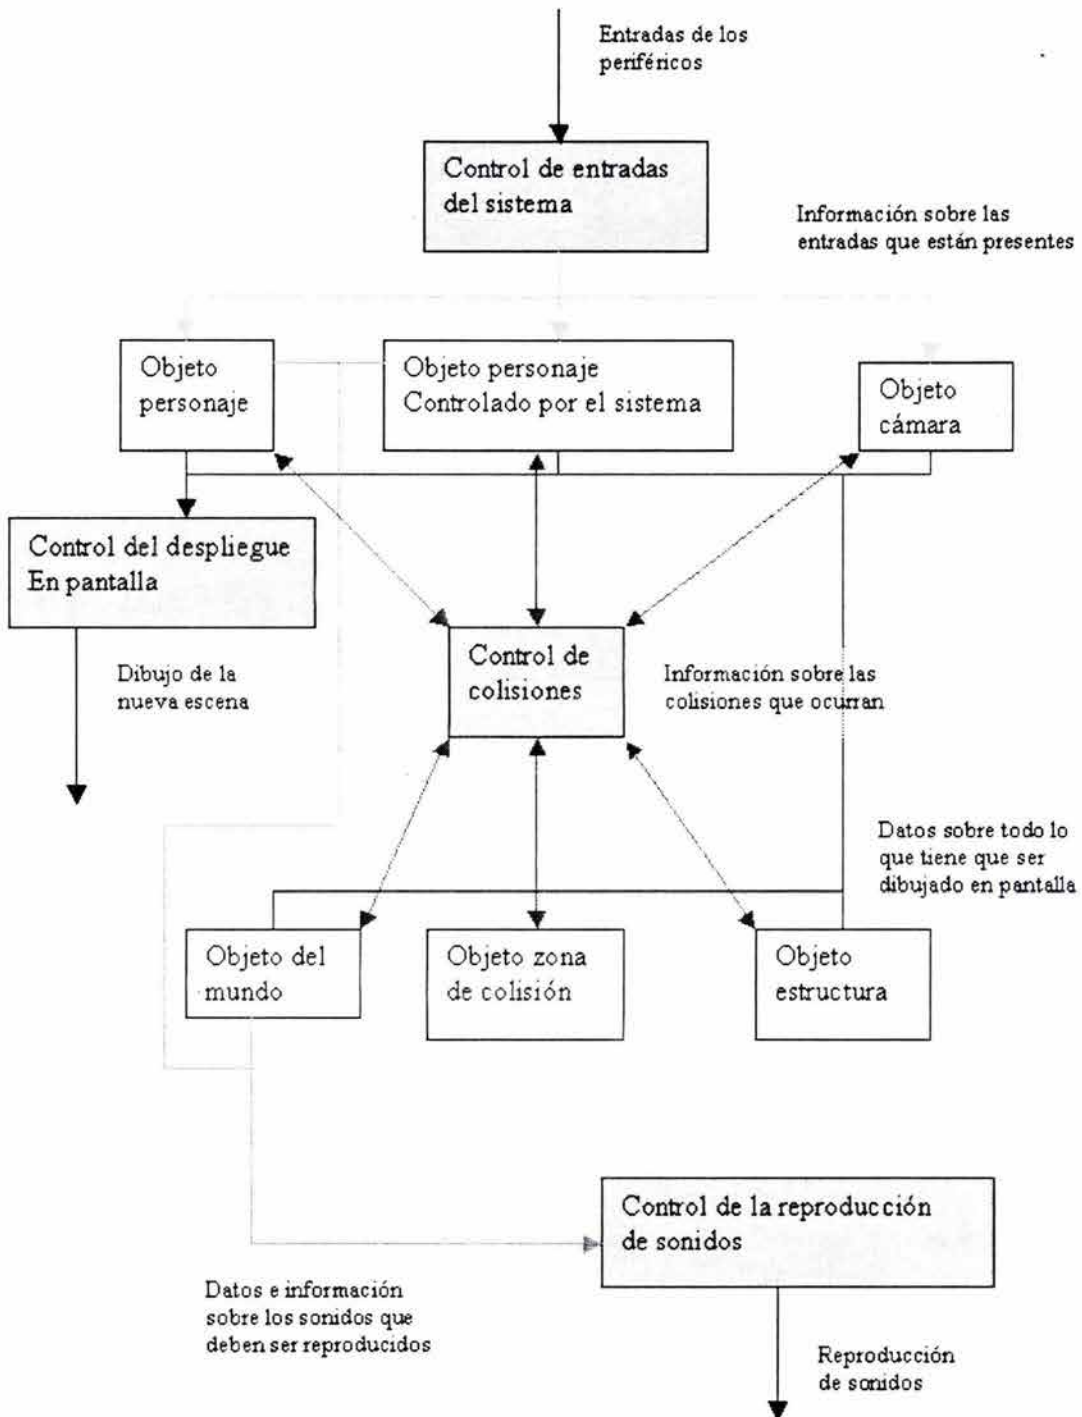 Entradas de los
periféricos
Control de entradas
del sistema
Información sobre las
entradas que están presentes
Objeto
personaje
Objeto personaje
Controlado por el sistema
Objeto
cámara
Control del despliegue
En pantalla
Dibujo de la
nueva escena
Control de
colisiones
Información sobre las
colisiones que ocurran
Datos sobre todo lo
que tiene que ser
dibujado en pantalla
Objeto del
mundo
Objeto zona
de colisión
Objeto
estructura
Control de la reproducción
de sonidos
Datos e información
sobre los sonidos que
deben ser reproducidos
Reproducción
de sonidos